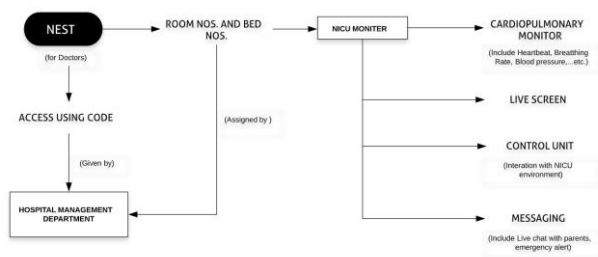 NEST
(for Doctors)
ACCESS USING CODE
(Given by)
HOSPITAL MANAGEMENT
DEPARTMENT
ROOM NOS. AND BED
NOS.
(Assigned by )
NICU MONITER
CARDIOPULMONARY
MONITOR
(Include Heartbeat, Breatthing
Rate, Blood pressure,...etc.)
LIVE SCREEN
CONTROL UNIT
(Interation with NICU
environment)
MESSAGING
(Include Live chat with parents,
emergency alert)